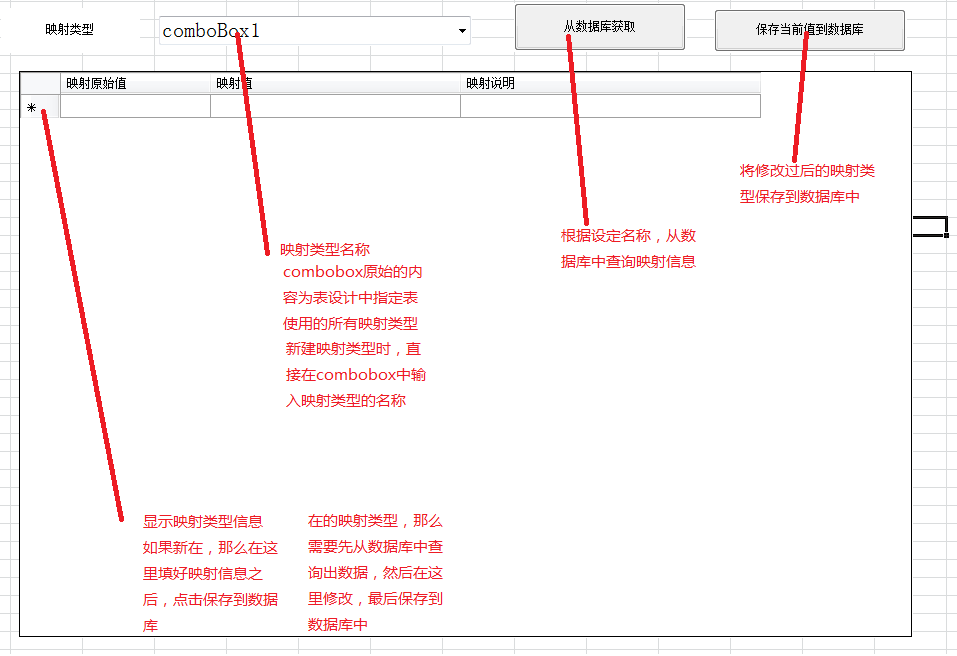 映射类型
comboBox1
从数据库获取
保存当前值到数据库
映射原始值
映射值
映射说明
*
将修改过后的映射类
型保存到数据库中
根据设定名称，从数
据库中查询映射信息
映射类型名称
combobox原始的内
容为表设计中指定表
使用的所有映射类型
新建映射类型时，直
接在combobox中输
入映射类型的名称
显示映射类型信息
如果新在，那么在这
里填好映射信息之
后，点击保存到数据
库
在的映射类型，那么
需要先从数据库中查
询出数据，然后在这
里修改，最后保存到
数据库中